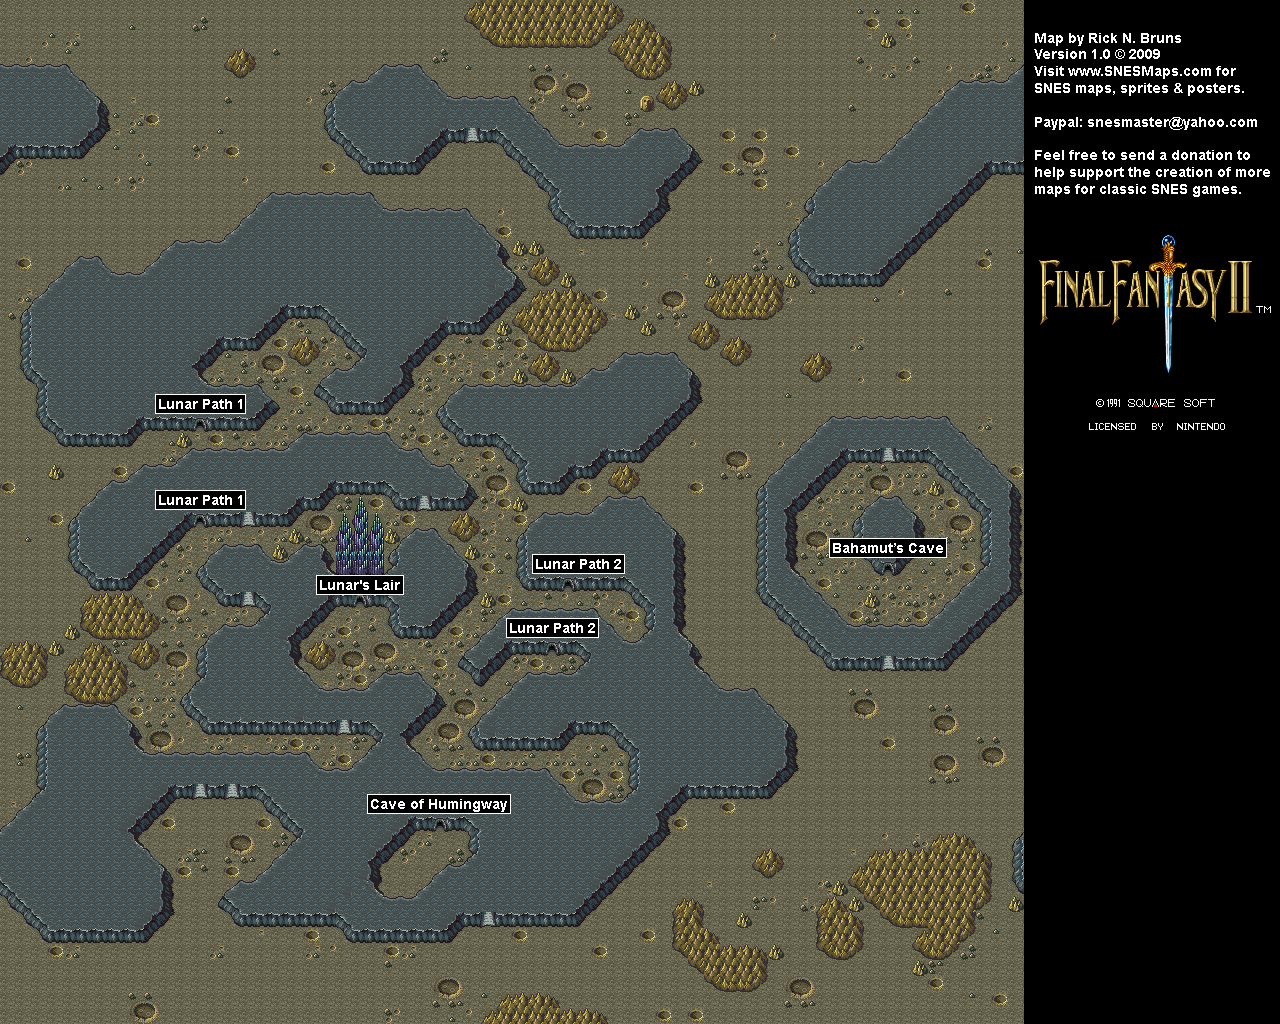 Map by Rick N. Bruns
Version 1.0 © 2009
Visit www.SNESMaps.com for
SNES maps, sprites & posters.
Paypal: snesmaster@yahoo.com
Feel free to send a donation to
help support the creation of more
maps for classic SNES games.
FINAL FANTASY II TM
© 1991 SQUARE SOFT
LICENSED BY NINTENDO
Lunar Path 1
Lunar Path 1
Bahamut's Cave
Lunar Path 2
Lunar's Lair
Lunar Path 2
Cave of Humingway